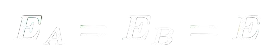 E_A = E_B = E